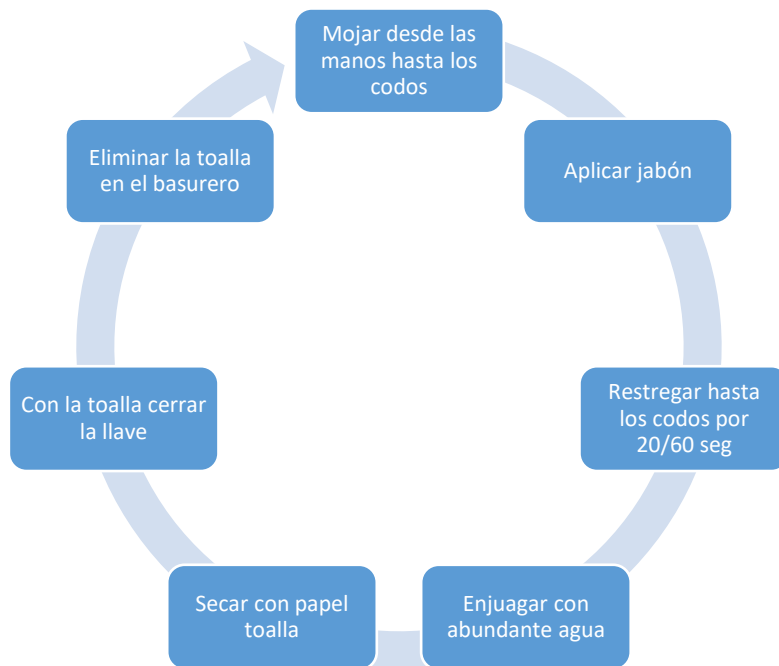 Mojar desde las
manos hasta los
codos
Aplicar jabón
Restregar hasta
los codos por
20/60 seg
Enjuagar con
abundante agua
Secar con papel
toalla
Con la toalla cerrar
la llave
Eliminar la toalla
en el basurero